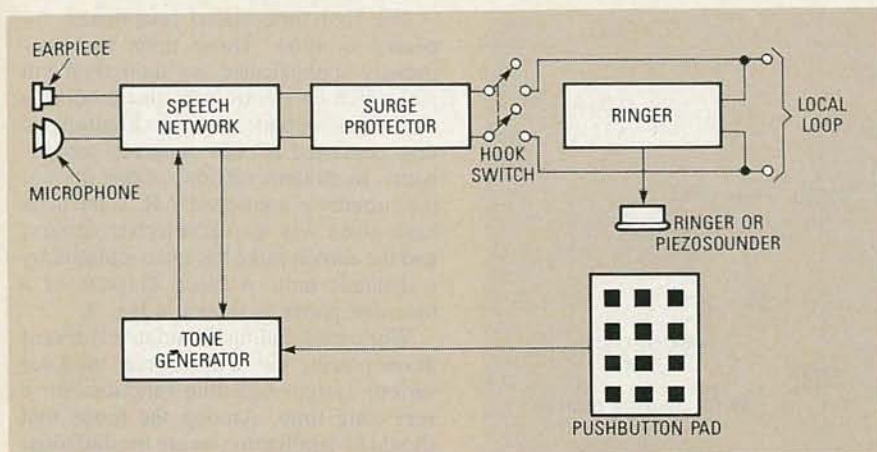 EARPIECE
SPEECH
NETWORK
SURGE
PROTECTOR
RINGER
LOCAL
LOOP
HOOK
SWITCH
MICROPHONE
RINGER OR
PIEZOSOUNDER
TONE
GENERATOR
PUSHBUTTON PAD